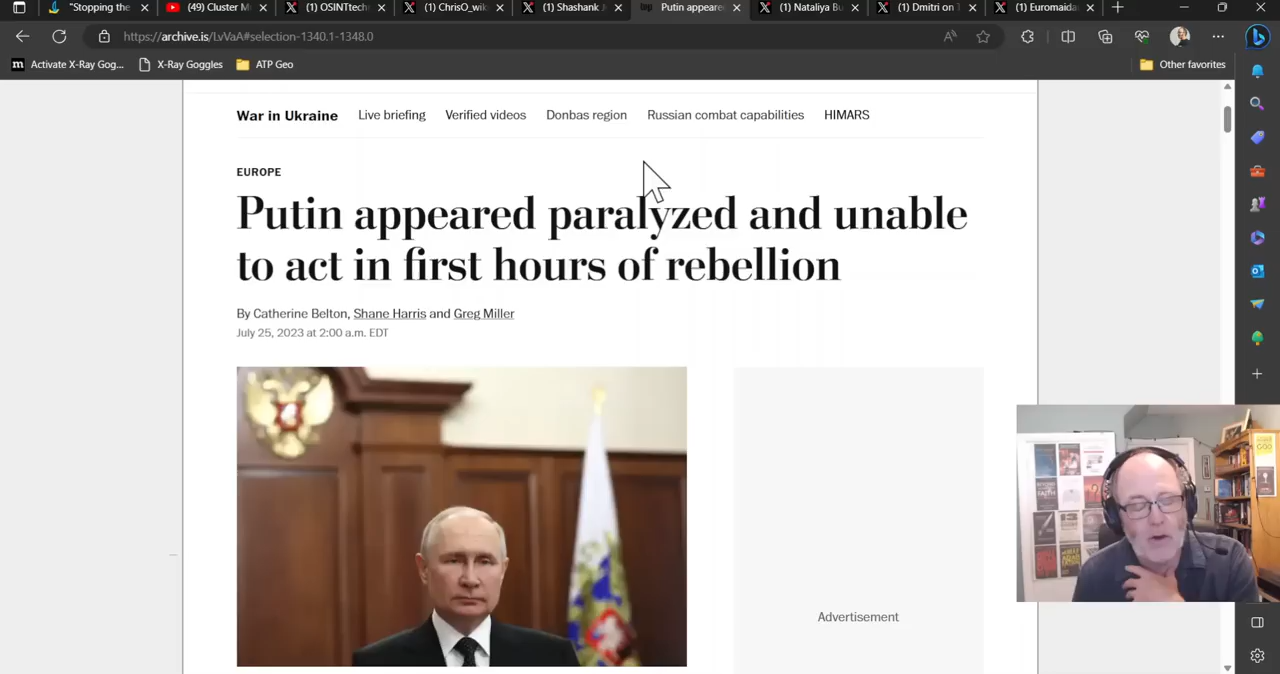 "Stopping the
(49) Cluster M
(1) OSINTtech
(1) ChrisO_wik
(1) Shashank J
Putin appeare
(1) Nataliya Bu
(1) Dmitri on T
(1) Euromaida
https://archive.is/LvVaA#selection-1340.1-1348.0
Activate X-Ray Gog...
X-Ray Goggles
ATP Geo
Other favorites
War in Ukraine Live briefing Verified videos Donbas region Russian combat capabilities HIMARS
EUROPE
Putin appeared paralyzed and unable
to act in first hours of rebellion
By Catherine Belton, Shane Harris and Greg Miller
July 25, 2023 at 2:00 a.m. EDT
Advertisement